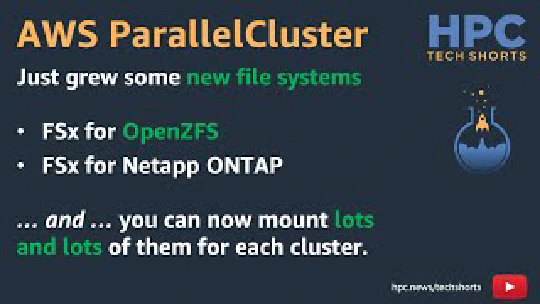 AWS ParallelCluster
HPC
TECH SHORTS
Just grew some new file systems
• FSx for OpenZFS
• FSx for Netapp ONTAP
... and ... you can now mount lots
and lots of them for each cluster.
hpc.news/techshorts